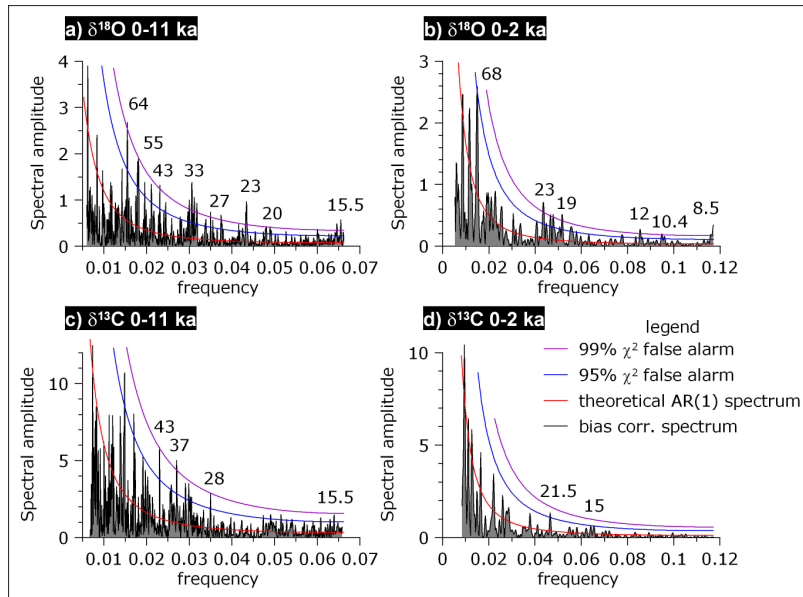 a) δ¹⁸O 0-11 ka
Spectral amplitude
4
3
2
1
0
64
55
43
33
27
23
20
15.5
0.01 0.02 0.03 0.04 0.05 0.06 0.07
frequency
b) δ¹⁸O 0-2 ka
Spectral amplitude
3
2
1
0
68
23
19
12
10.4
8.5
0.00 0.02 0.04 0.06 0.08 0.1 0.12
frequency
c) δ¹³C 0-11 ka
Spectral amplitude
10
5
0
43
37
28
15.5
0.01 0.02 0.03 0.04 0.05 0.06 0.07
frequency
d) δ¹³C 0-2 ka
Spectral amplitude
10
5
0
21.5
15
0.00 0.02 0.04 0.06 0.08 0.1 0.12
frequency
legend
99% χ² false alarm
95% χ² false alarm
theoretical AR(1) spectrum
bias corr. spectrum